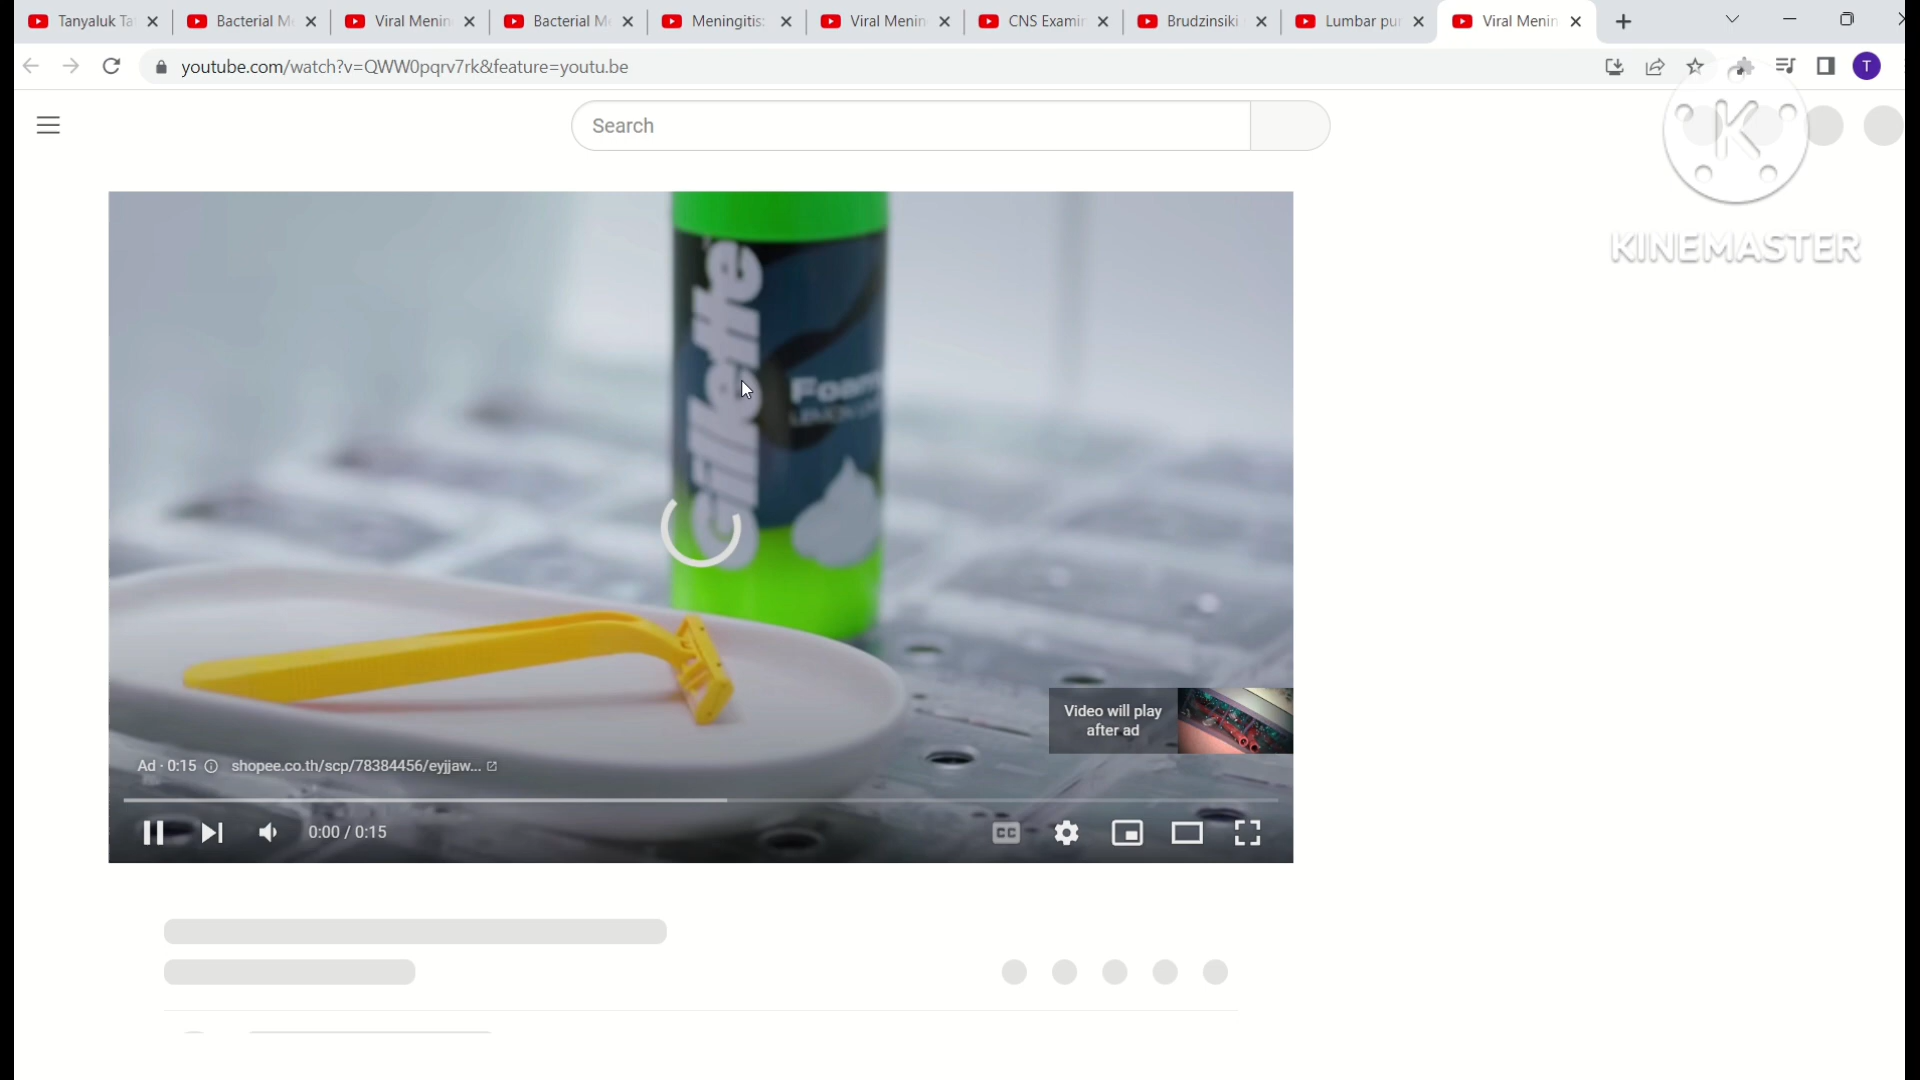 Tanyaluk Ta
Bacterial M
Viral Menin
Bacterial M
Meningitis:
Viral Menin
CNS Examin
Brudzinski
Lumbar pu
Viral Menin
youtube.com/watch?v=QWW0pqrv7rk&feature=youtu.be
T
Search
K
KINEMASTER
Gillette
Foam
Video will play
after ad
Ad · 0:15
shopee.co.th/scp/78384456/eyjjaw...
0:00 / 0:15
CC